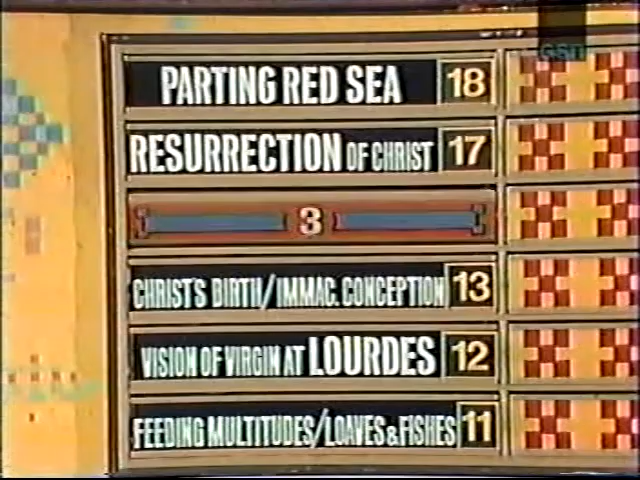 GSN
PARTING RED SEA 18
RESURRECTION OF CHRIST 17
3
CHRIST'S BIRTH/IMMAC. CONCEPTION 13
VISION OF VIRGIN AT LOURDES 12
FEEDING MULTITUDES/LOAVES & FISHES 11